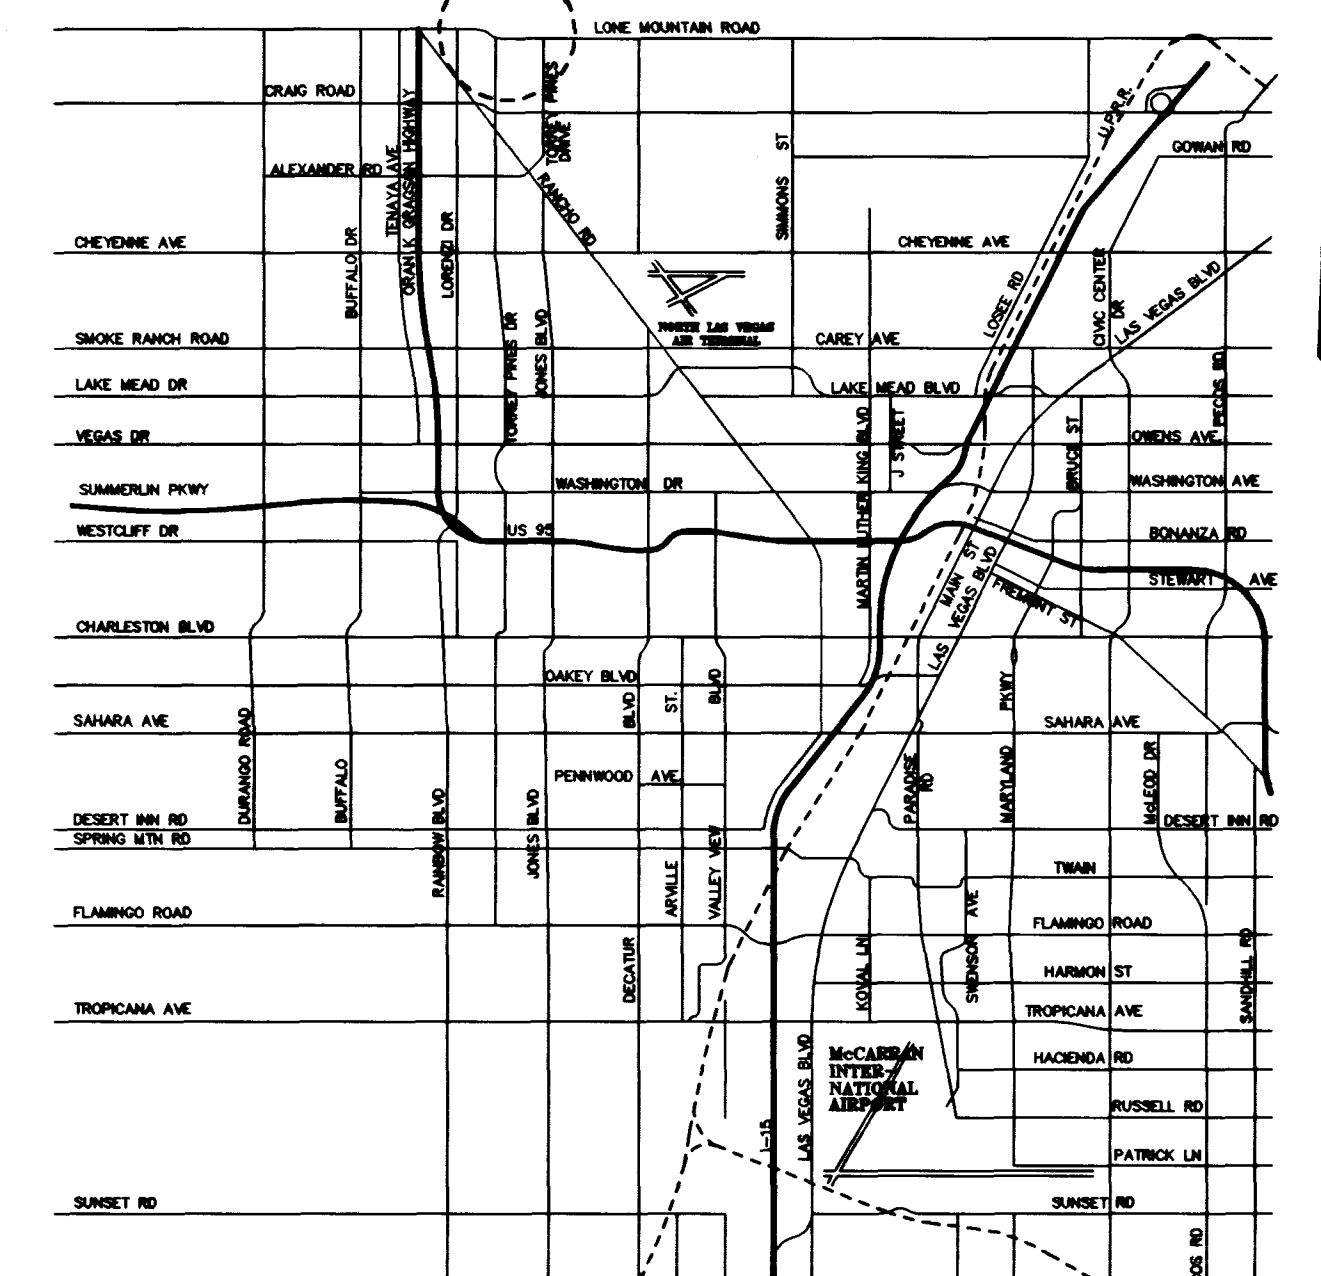 LONE MOUNTAIN ROAD
CRAIG ROAD
TORREY PINES
DRIVE
U.P.R.R.
ALEXANDER RD
TENAYA AVE
ORAN K GRAGSAN HIGHWAY
LORENZI DR
RANCHO RD
SIMMONS ST
GOWAN RD
CHEYENNE AVE
CHEYENNE AVE
BUFFALO DR
LOSEE RD
CIVIC CENTER
DR
LAS VEGAS BLVD
NORTH LAS VEGAS
AIR TERMINAL
SMOKE RANCH ROAD
CAREY AVE
TORREY PINES DR
JONES BLVD
LAKE MEAD DR
LAKE MEAD BLVD
PECOS RD
VEGAS DR
MARTIN LUTHER KING BLVD
J STREET
BRUCE ST
OWENS AVE
SUMMERLIN PKWY
WASHINGTON DR
WASHINGTON AVE
WESTCLIFF DR
US 95
BONANZA RD
MAIN ST
LAS VEGAS BLVD
FREMONT ST
STEWART AVE
CHARLESTON BLVD
OAKEY BLVD
BLVD
ST.
BLVD
PKWY
SAHARA AVE
SAHARA AVE
DURANGO ROAD
BUFFALO
PENNWOOD AVE
PARADISE
RD
MARYLAND
McLEOD DR
DESERT INN RD
DESERT INN RD
SPRING MTN RD
RAINBOW BLVD
JONES BLVD
ARVILLE
VALLEY VIEW
TWAIN
FLAMINGO ROAD
FLAMINGO ROAD
DECATUR
KOVAL LN
SWENSON AVE
HARMON ST
SANDHILL RD
TROPICANA AVE
TROPICANA AVE
LAS VEGAS BLVD
McCARRAN
INTER-
NATIONAL
AIRPORT
HACIENDA RD
RUSSELL RD
I-15
PATRICK LN
SUNSET RD
SUNSET RD
OS RD